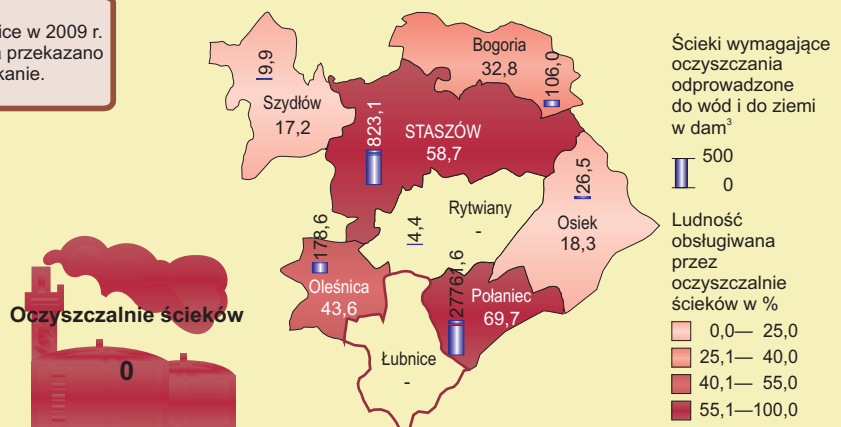 ice w 2009 r.
przekazano
kanie.
Bogoria
32,8
106,0
9,9
Szydłów
17,2
823,1
STASZÓW
58,7
26,5
Osiek
18,3
Rytwiany
-
4,4
178,6
Oleśnica
43,6
27761,6
Połaniec
69,7
Łubnice
-
Oczyszczalnie ścieków
0
Ścieki wymagające
oczyszczania
odprowadzone
do wód i do ziemi
w dam³
500
0
Ludność
obsługiwana
przez
oczyszczalnie
ścieków w %
0,0— 25,0
25,1— 40,0
40,1— 55,0
55,1—100,0